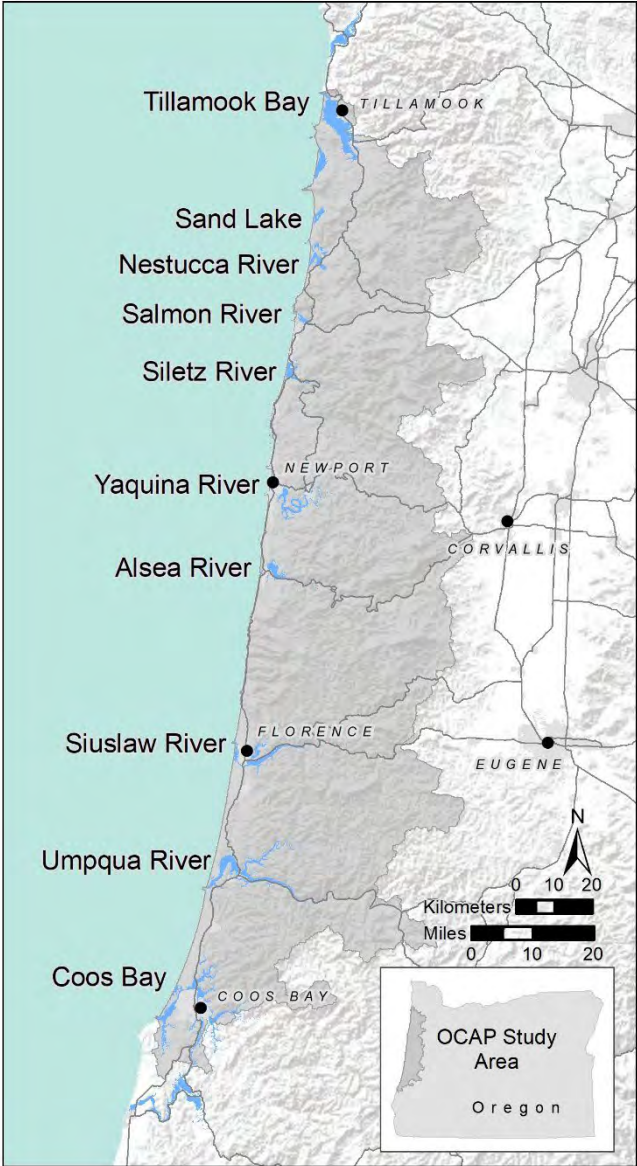 Tillamook Bay
TILLAMOOK
Sand Lake
Nestucca River
Salmon River
Siletz River
NEWPORT
Yaquina River
CORVALLIS
Alsea River
FLORENCE
Siuslaw River
EUGENE
N
Umpqua River
0 10 20
Kilometers
Miles
0 10 20
Coos Bay
COOS BAY
OCAP Study
Area
Oregon